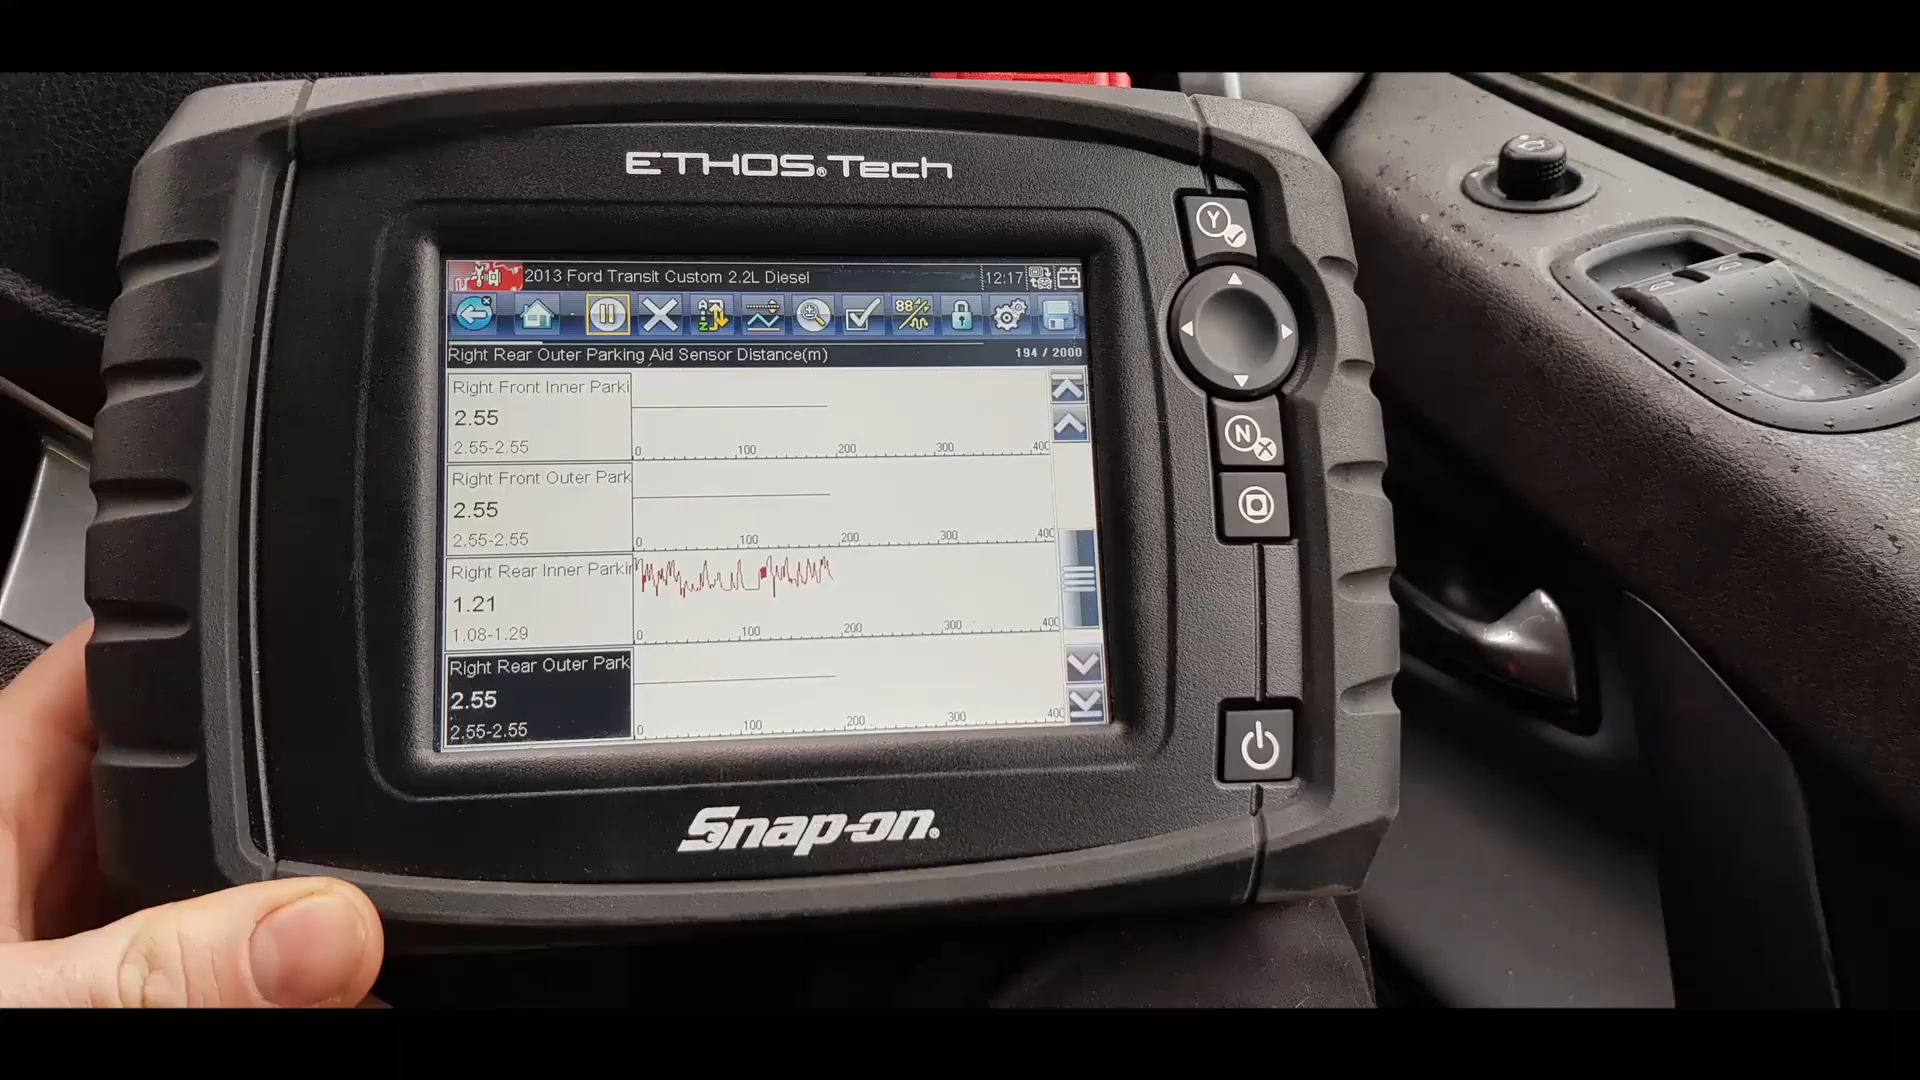 ETHOS® Tech
2013 Ford Transit Custom 2.2L Diesel
12:17
Right Rear Outer Parking Aid Sensor Distance(m)
194 / 2000
Right Front Inner Parki
2.55
2.55-2.55
0 100 200 300 400
Right Front Outer Park
2.55
2.55-2.55
0 100 200 300 400
Right Rear Inner Parkin
1.21
1.08-1.29
0 100 200 300 400
Right Rear Outer Park
2.55
2.55-2.55
0 100 200 300 400
Y
N
Snap-on®